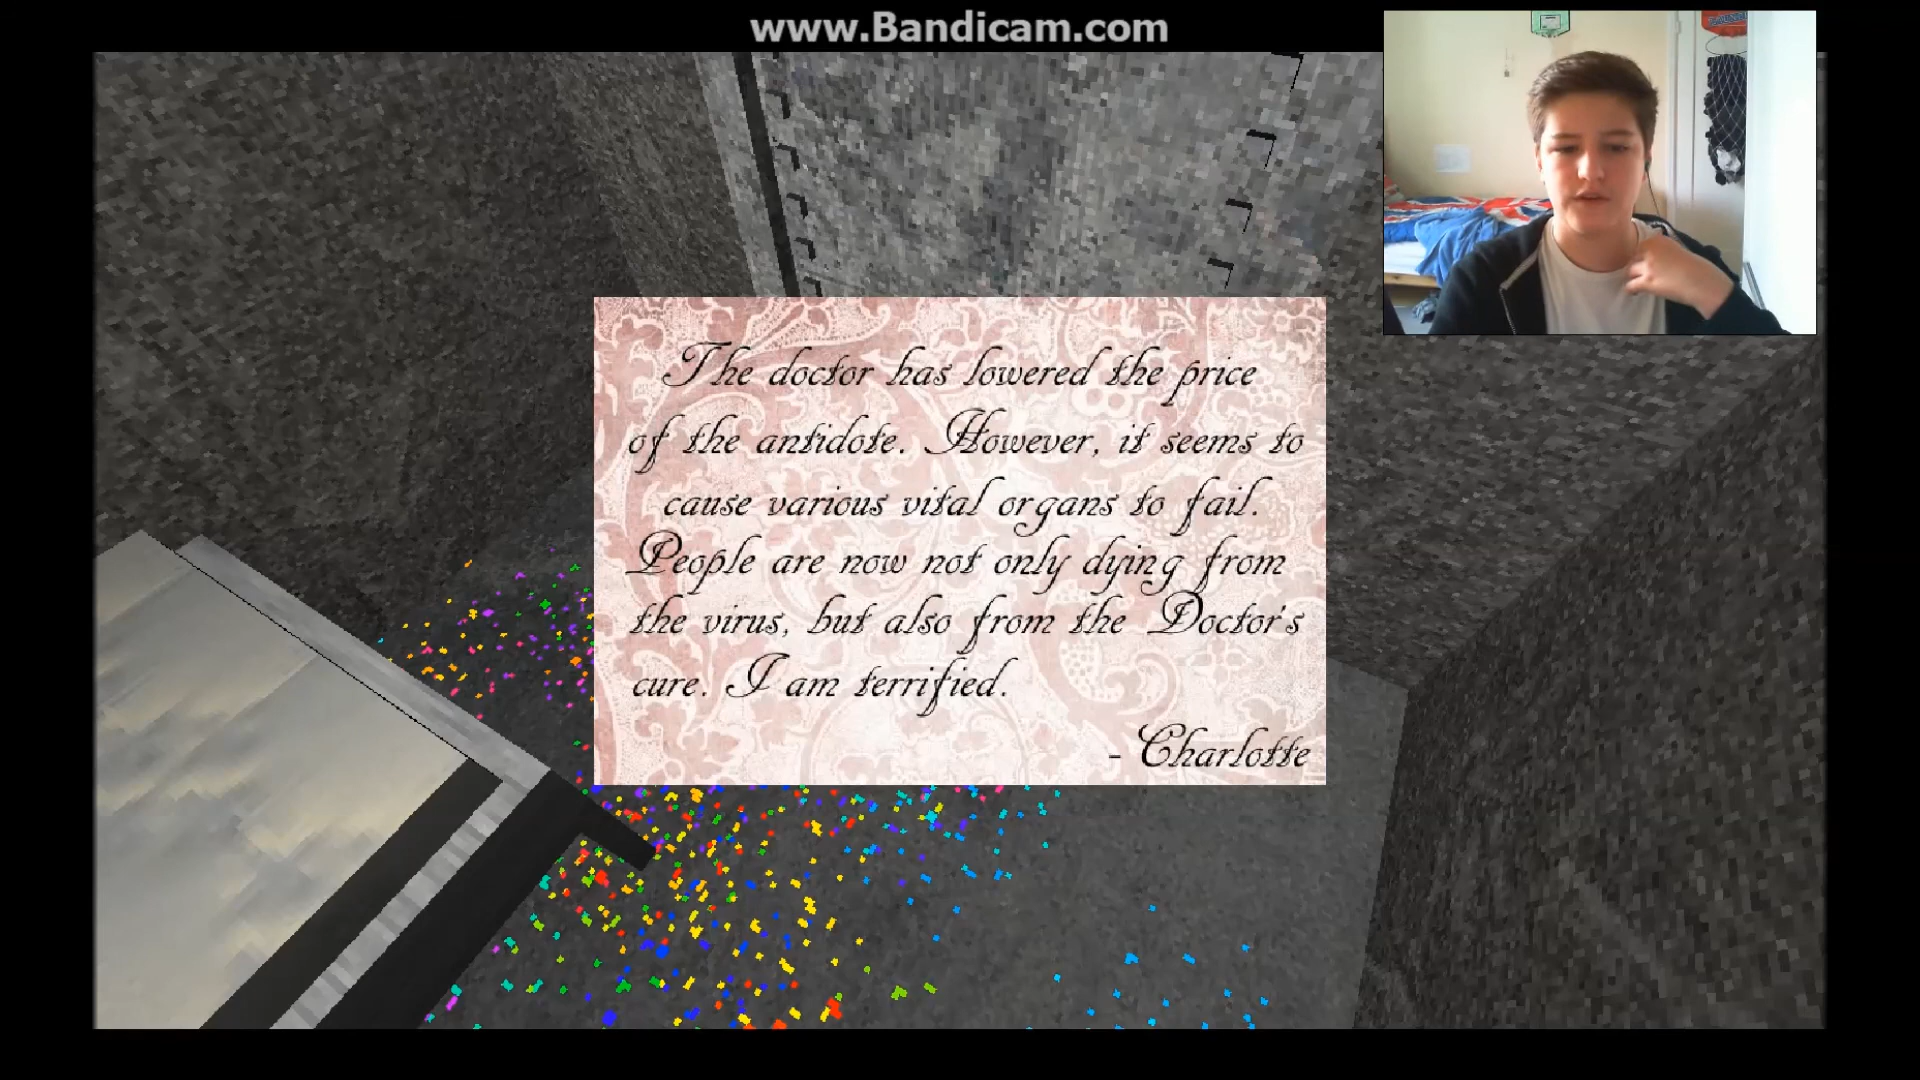 www.Bandicam.com
The doctor has lowered the price
of the antidote. However, it seems to
cause various vital organs to fail.
People are now not only dying from
the virus, but also from the Doctor's
cure. I am terrified.
- Charlotte